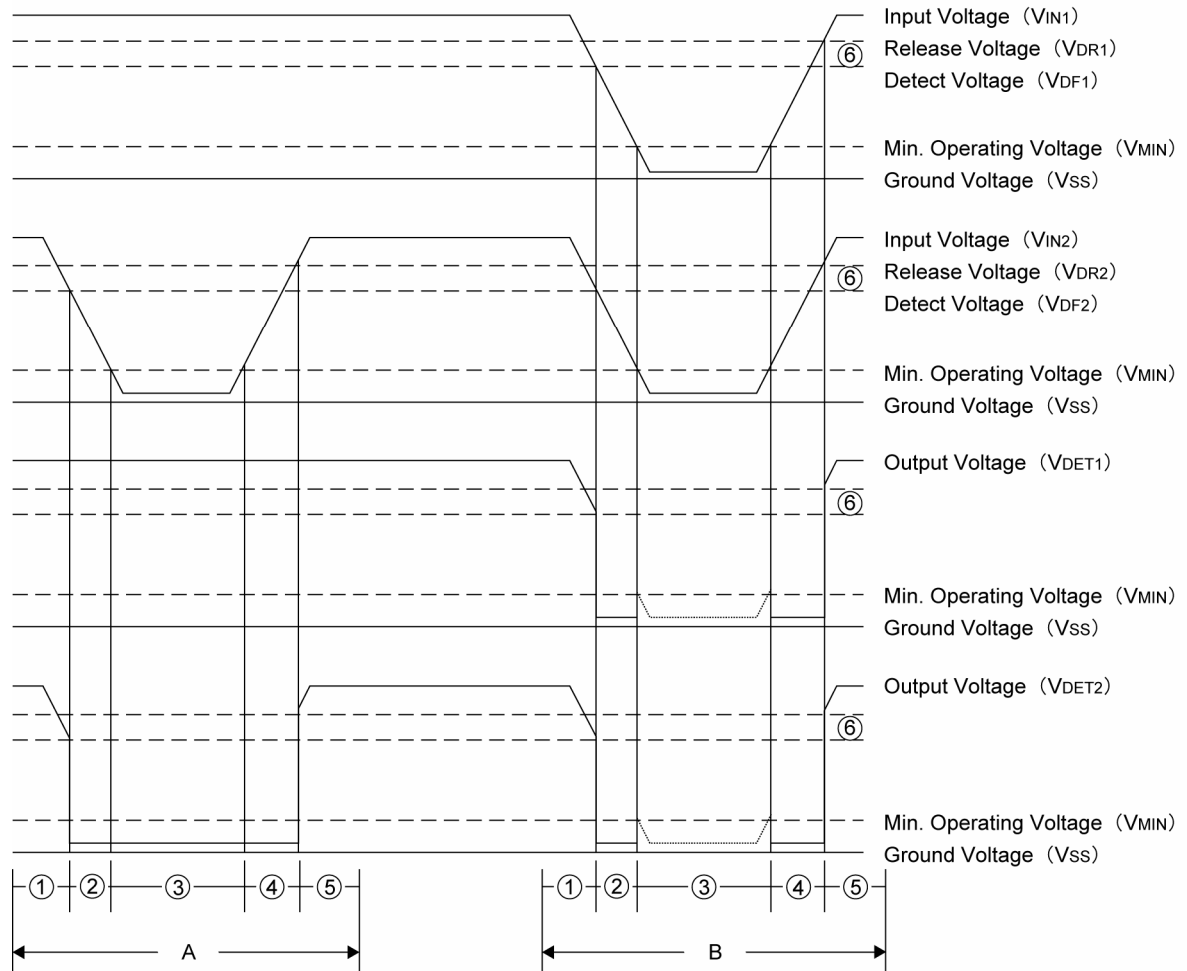 Input Voltage（VIN1）
Release Voltage（VDR1）
⑥
Detect Voltage（VDF1）
Min. Operating Voltage（VMIN）
Ground Voltage（VSS）
Input Voltage（VIN2）
Release Voltage（VDR2）
⑥
Detect Voltage（VDF2）
Min. Operating Voltage（VMIN）
Ground Voltage（VSS）
Output Voltage（VDET1）
⑥
Min. Operating Voltage（VMIN）
Ground Voltage（VSS）
Output Voltage（VDET2）
⑥
Min. Operating Voltage（VMIN）
Ground Voltage（VSS）
① ② ③ ④ ⑤ ① ② ③ ④ ⑤
A B